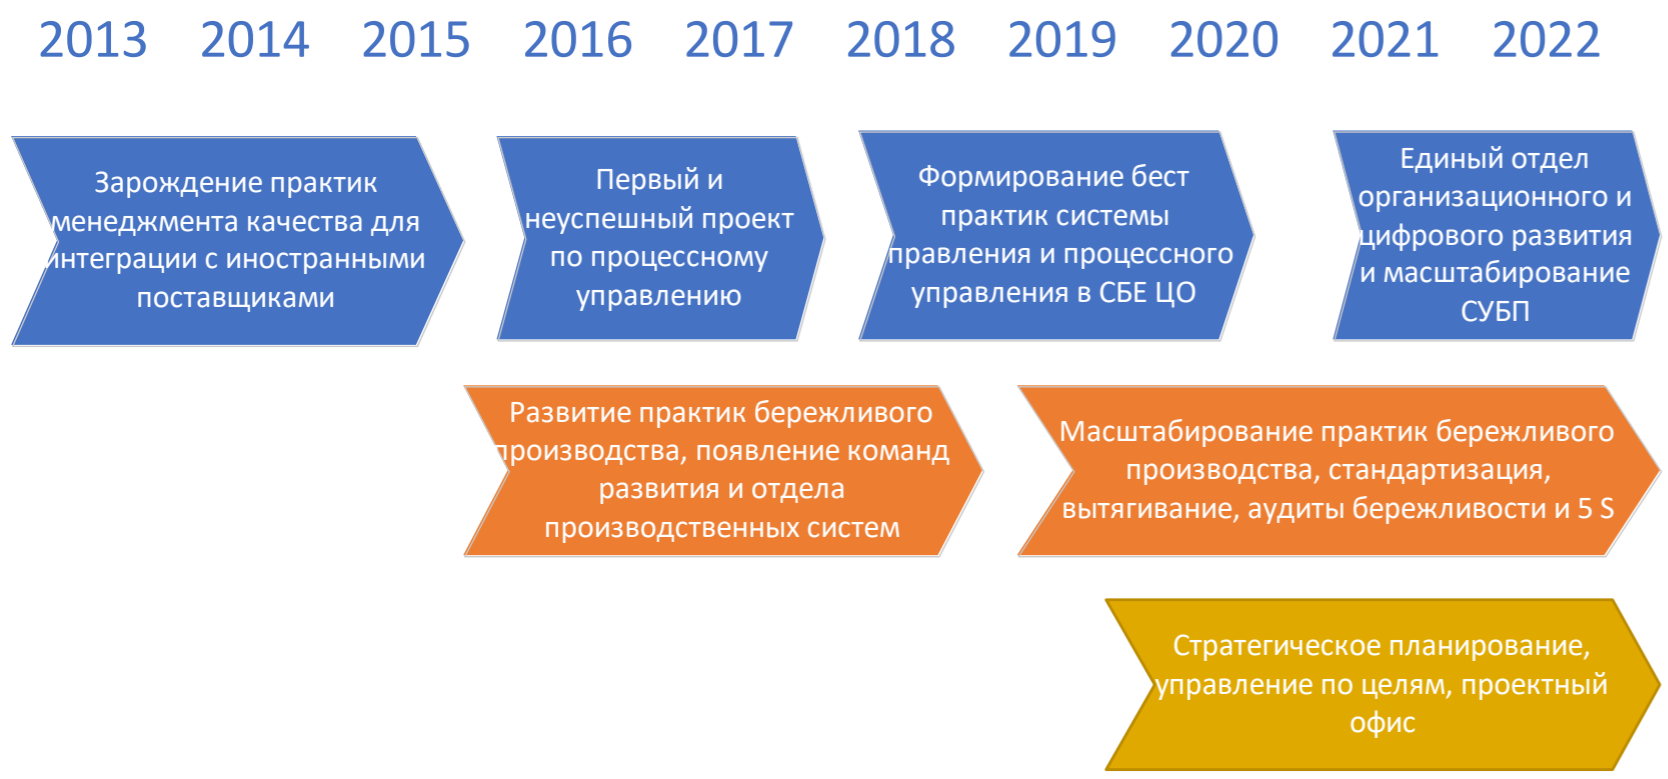 2013 2014 2015 2016 2017 2018 2019 2020 2021 2022
Зарождение практик
менеджмента качества для
интеграции с иностранными
поставщиками
Первый и
неуспешный проект
по процессному
управлению
Формирование бест
практик системы
правления и процессного
управления в СБЕ ЦО
Единый отдел
организационного и
цифрового развития
и масштабирование
СУБП
Развитие практик бережливого
производства, появление команд
развития и отдела
производственных систем
Масштабирование практик бережливого
производства, стандартизация,
вытягивание, аудиты бережливости и 5 S
Стратегическое планирование,
управление по целям, проектный
офис